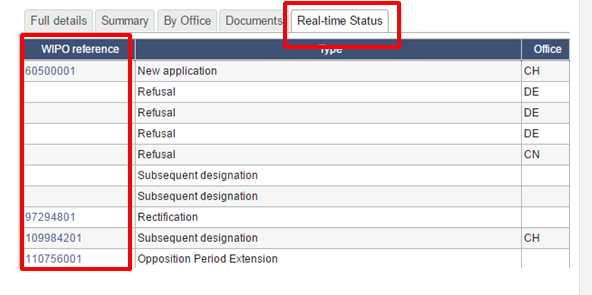 Full details Summary By Office Documents Real-time Status
WIPO reference Type Office
60500001 New application CH
Refusal DE
Refusal DE
Refusal DE
Refusal CN
Subsequent designation
Subsequent designation
97294801 Rectification
109984201 Subsequent designation CH
110756001 Opposition Period Extension